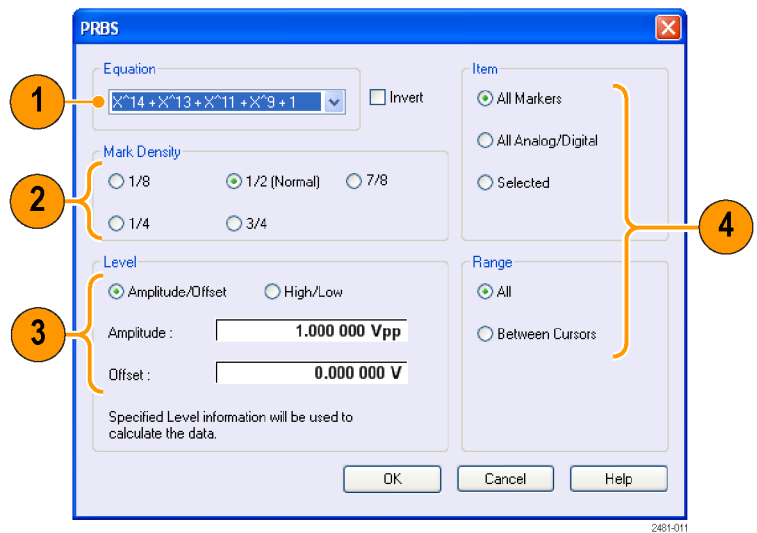 PRBS
Equation
X^14 + X^13 + X^11 + X^9 + 1
Invert
1
Mark Density
1/8
1/2 (Normal)
7/8
1/4
3/4
2
Level
Amplitude/Offset
High/Low
Amplitude :
1.000 000 Vpp
Offset :
0.000 000 V
3
Specified Level information will be used to
calculate the data.
Item
All Markers
All Analog/Digital
Selected
Range
All
Between Cursors
4
OK
Cancel
Help
2481-011